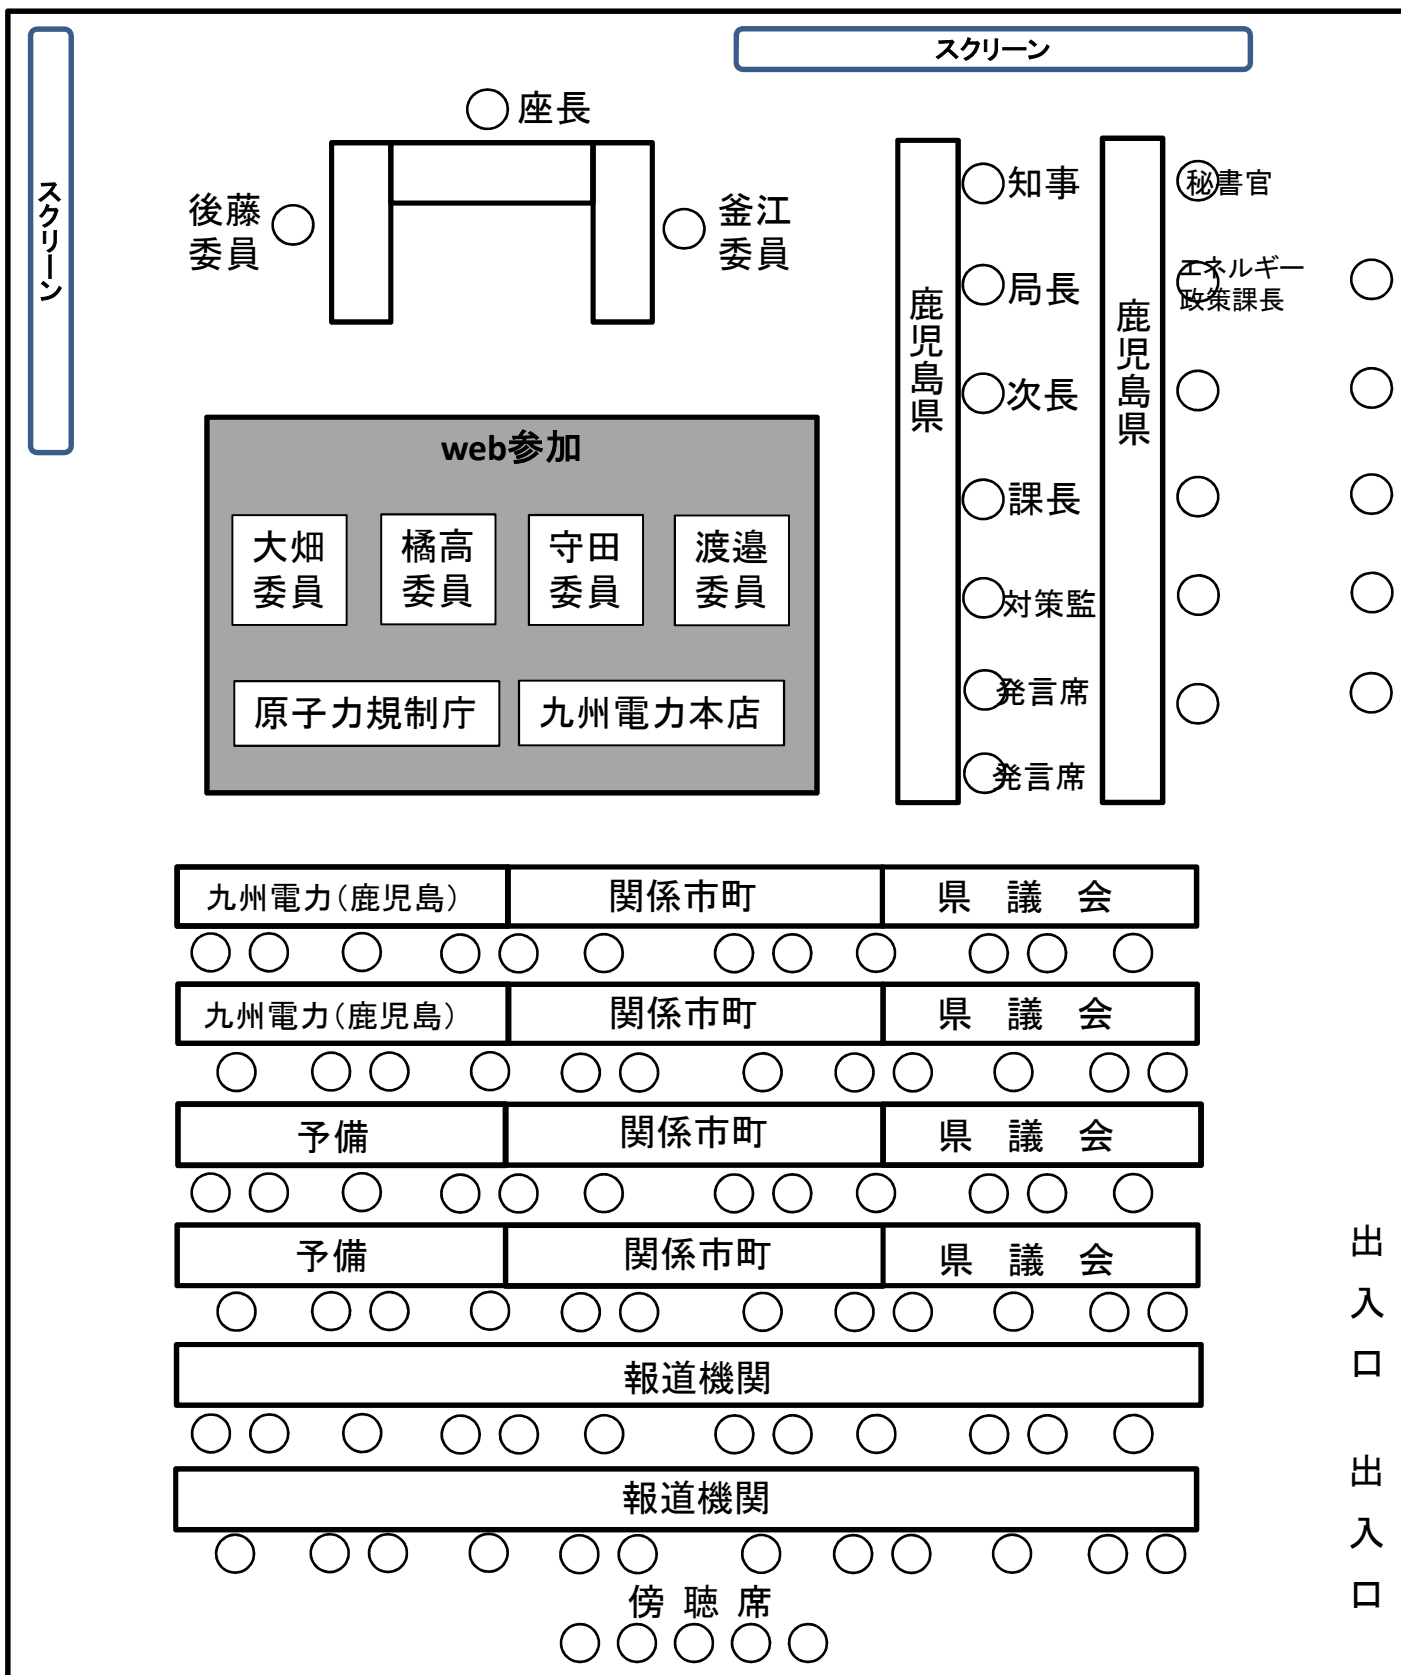 スクリーン
スクリーン
座長
後藤
委員
釜江
委員
web参加
大畑
委員
橘高
委員
守田
委員
渡邉
委員
原子力規制庁
九州電力本店
鹿児島県
知事
局長
次長
課長
対策監
発言席
発言席
鹿児島県
秘書官
エネルギー
政策課長
九州電力（鹿児島）
関係市町
県　議　会
九州電力（鹿児島）
関係市町
県　議　会
予備
関係市町
県　議　会
予備
関係市町
県　議　会
報道機関
報道機関
傍 聴 席
出入口
出入口